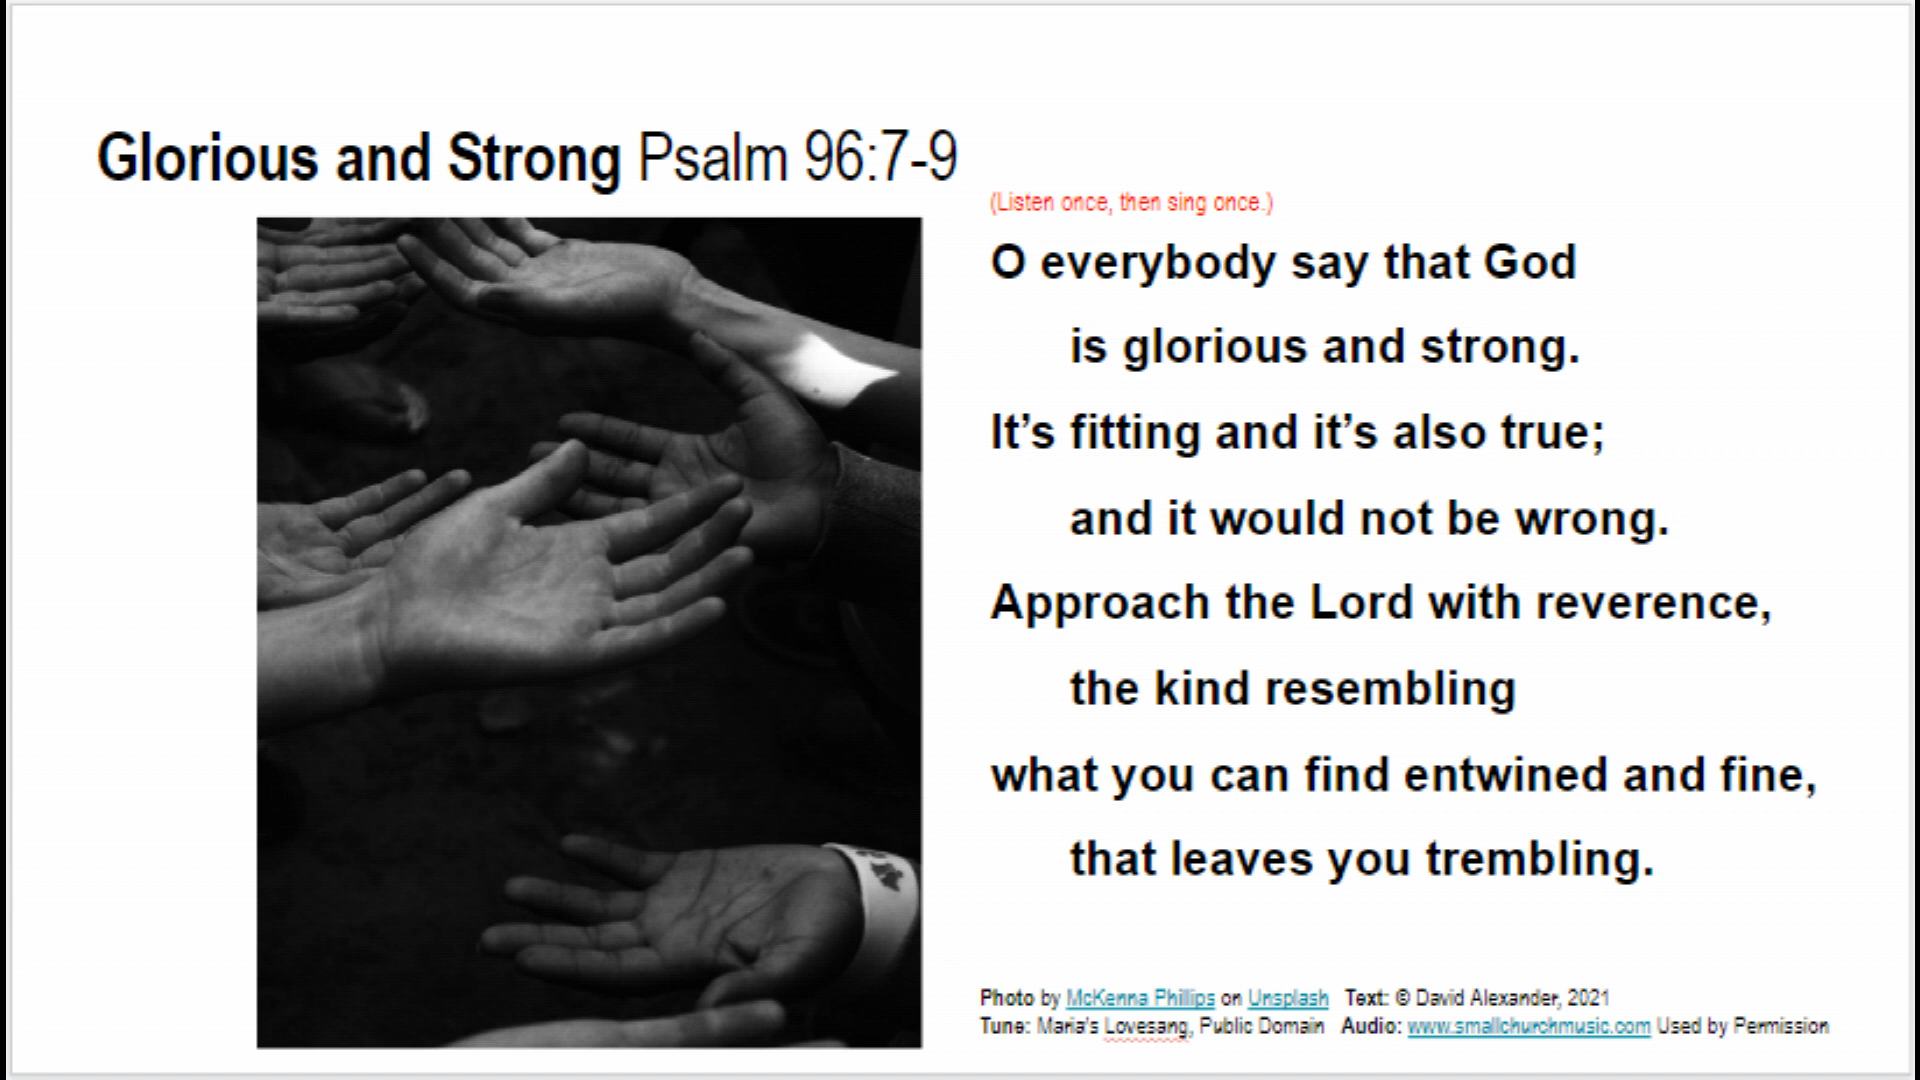 Glorious and Strong Psalm 96:7-9
(Listen once, then sing once.)
O everybody say that God
is glorious and strong.
It’s fitting and it’s also true;
and it would not be wrong.
Approach the Lord with reverence,
the kind resembling
what you can find entwined and fine,
that leaves you trembling.
Photo by McKenna Phillips on Unsplash Text: © David Alexander, 2021
Tune: Maria's Lovesang, Public Domain Audio: www.smallchurchmusic.com Used by Permission